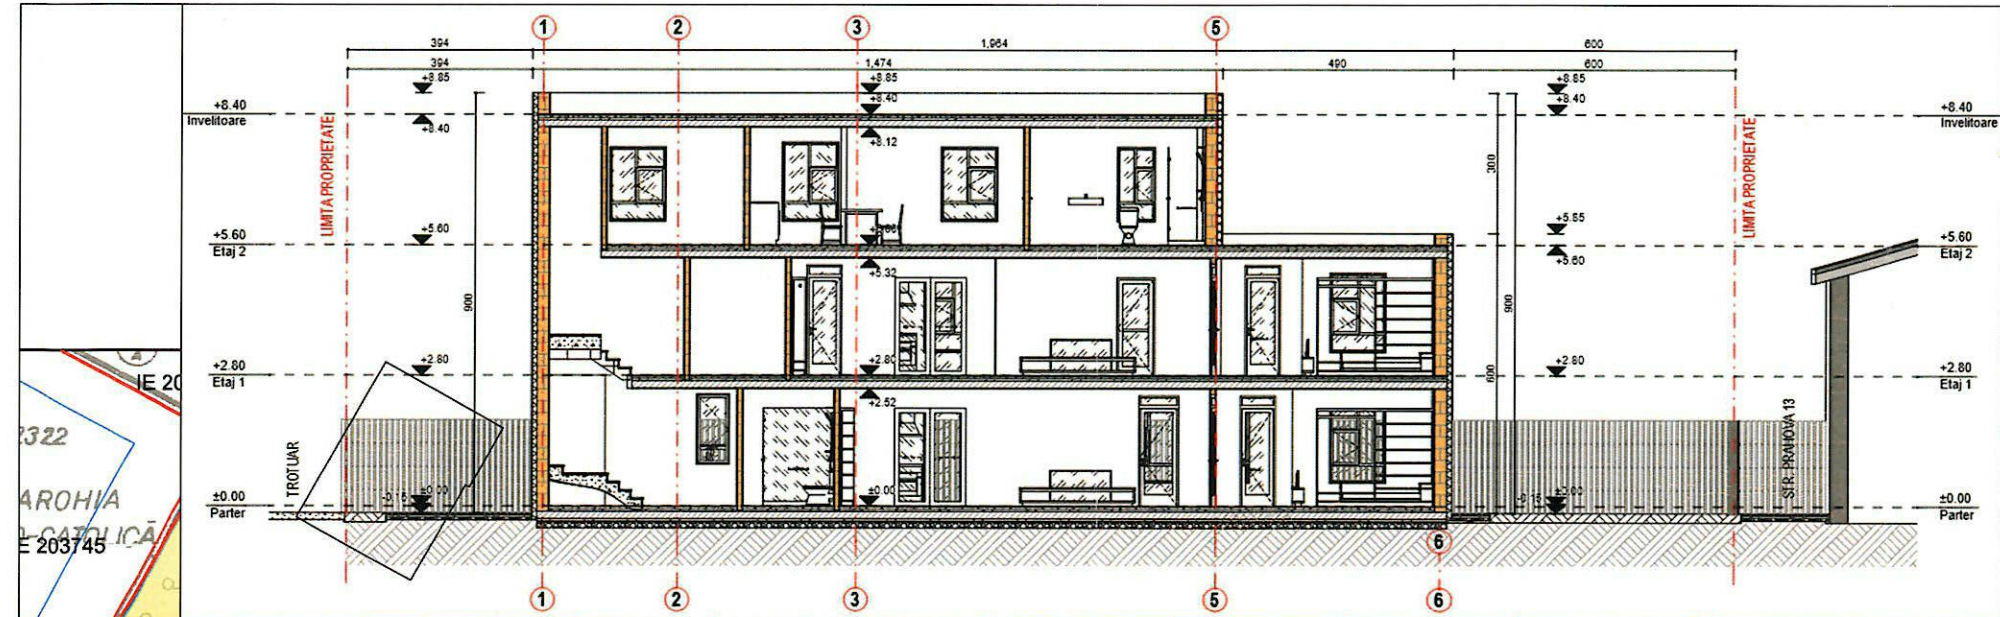 1 2 3 5
394 1,964 600
394 1,474 490 600
+8.85 +8.85 +8.85
+8.40 +8.40 +8.40 +8.40
Invelitoare Invelitoare
+8.40
+8.12
LIMITA PROPRIETATE
LIMITA PROPRIETATE
300
+5.85
+5.60 +5.60 +5.60
Etaj 2 Etaj 2
+5.60
+5.32
900 900
600
+2.80 +2.80 +2.80 +2.80 +2.80
Etaj 1 Etaj 1
+2.52
IE 20
2322
TROTUAR
STR. PRAHOVA 13
AROHIA
±0.00 -0.15 ±0.00 ±0.00 -0.15 ±0.00 ±0.00
Parter Parter
O-CATOLICĂ
E 203745
6
1 2 3 5 6